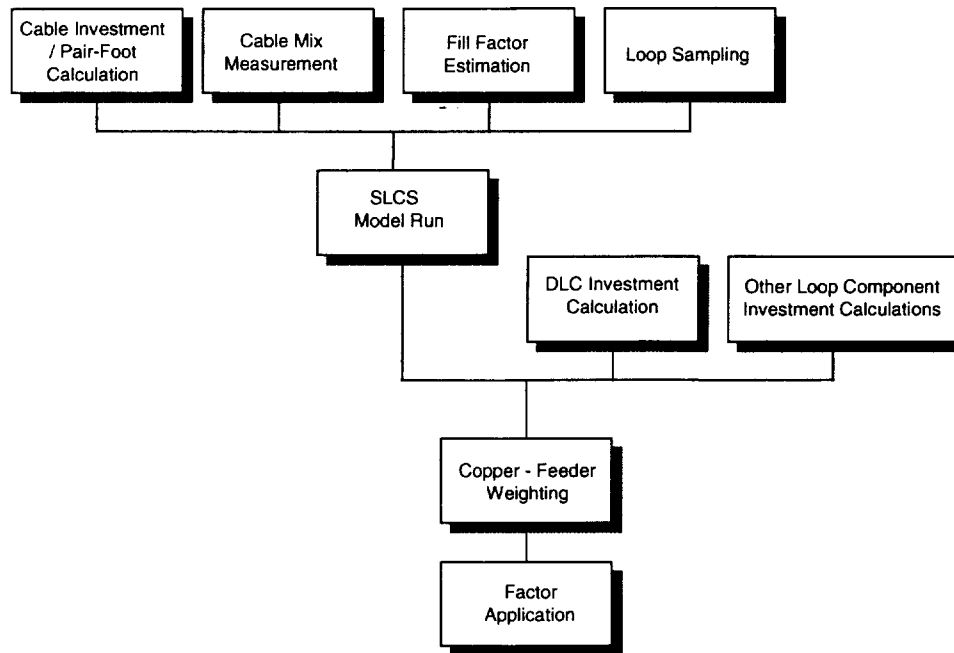 Cable Investment
/ Pair-Foot
Calculation
Cable Mix
Measurement
Fill Factor
Estimation
Loop Sampling
SLCS
Model Run
DLC Investment
Calculation
Other Loop Component
Investment Calculations
Copper - Feeder
Weighting
Factor
Application